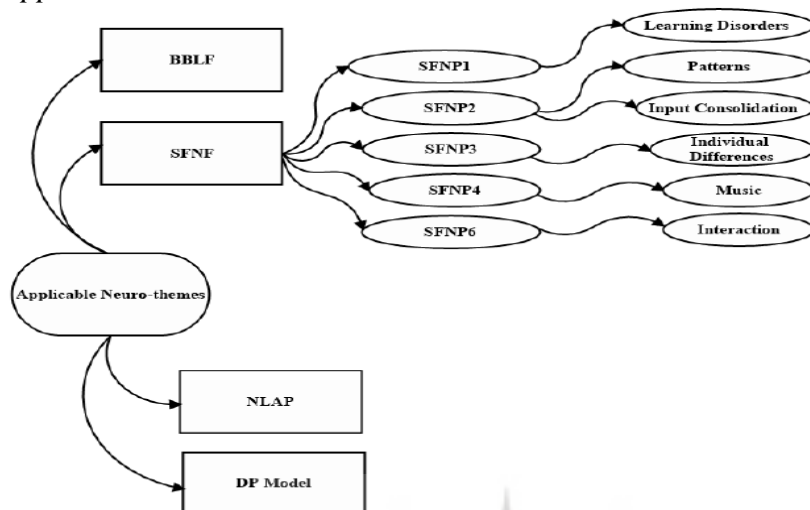 BBLF
SFNF
SFNP1
SFNP2
SFNP3
SFNP4
SFNP6
Learning Disorders
Patterns
Input Consolidation
Individual
Differences
Music
Interaction
Applicable Neuro-themes
NLAP
DP Model